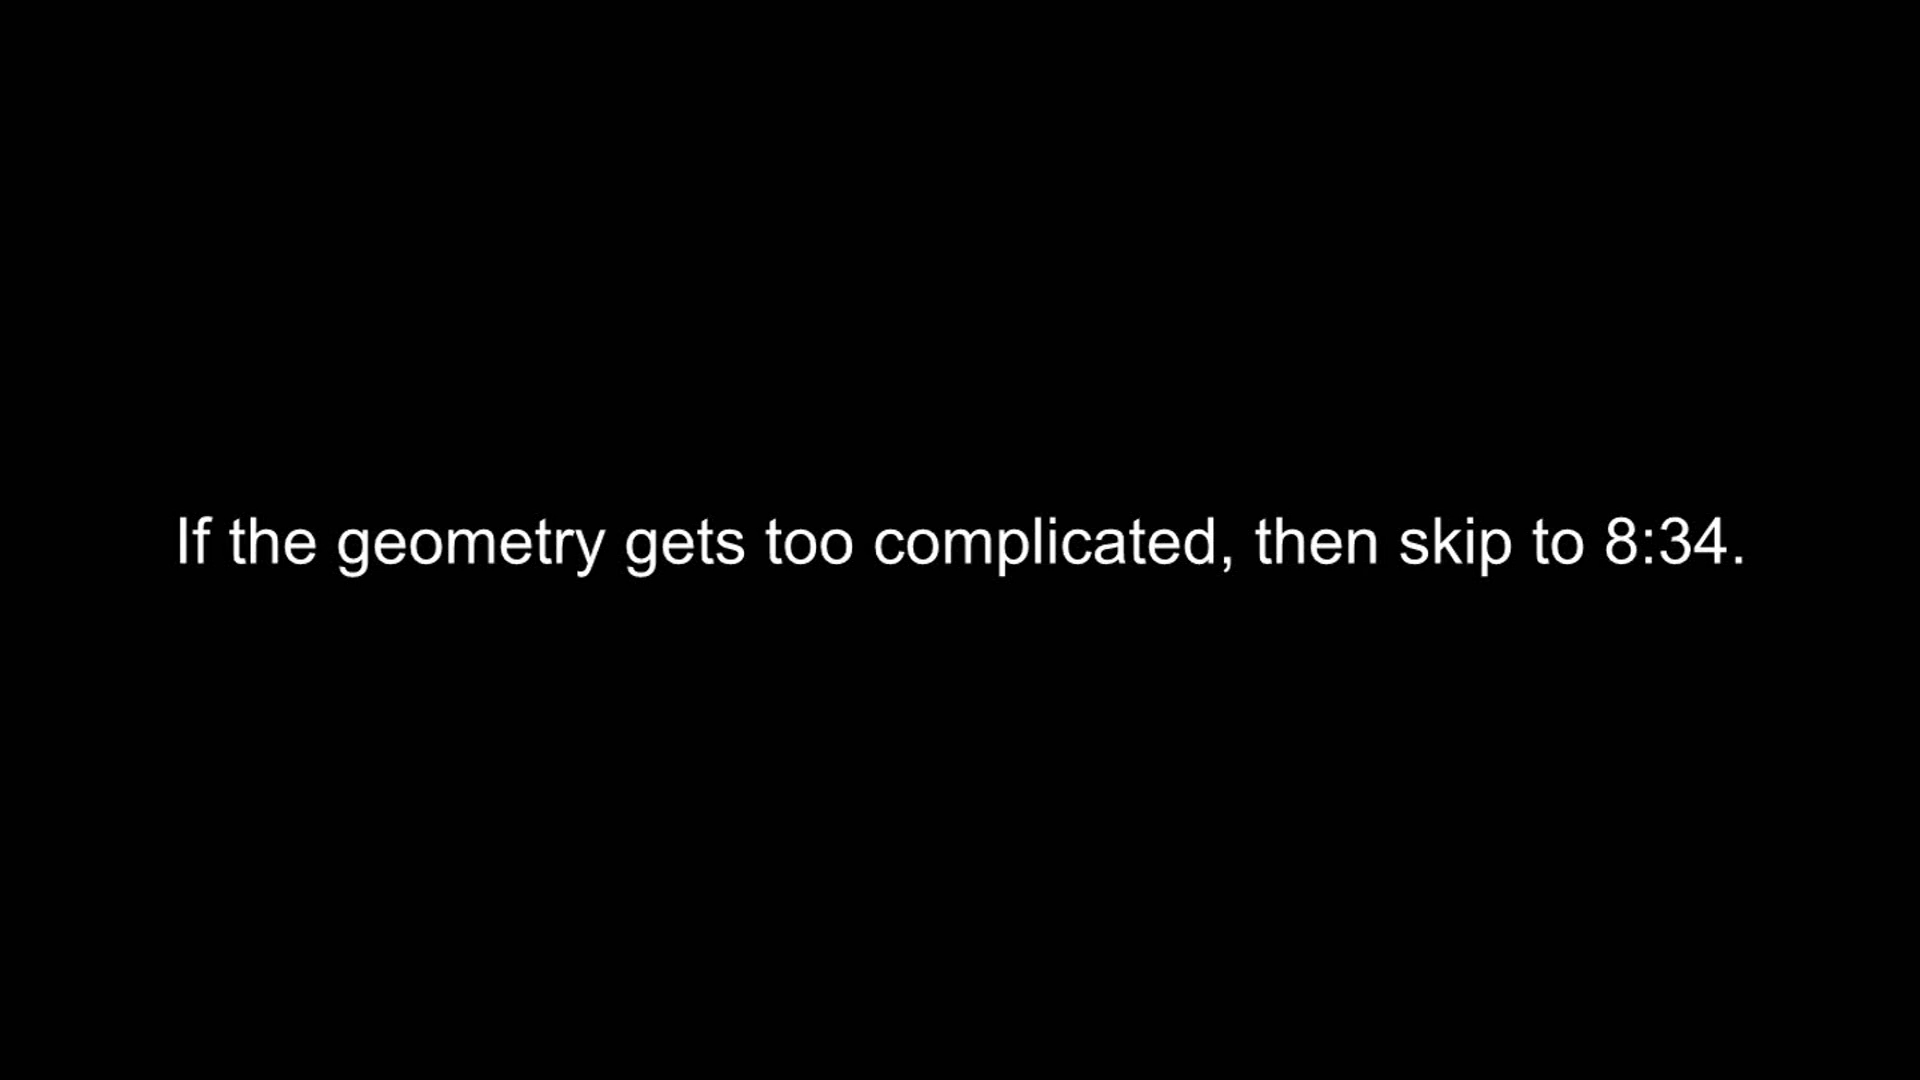 If the geometry gets too complicated, then skip to 8:34.